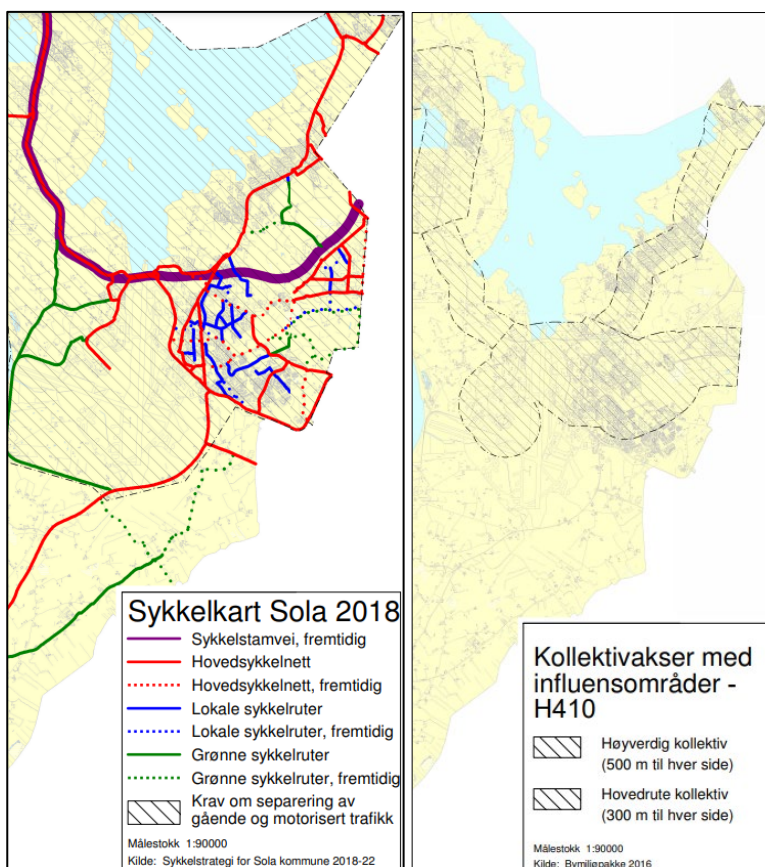 Sykkelkart Sola 2018
Sykkelstamvei, fremtidig
Hovedsykkelnett
Hovedsykkelnett, fremtidig
Lokale sykkelruter
Lokale sykkelruter, fremtidig
Grønne sykkelruter
Grønne sykkelruter, fremtidig
Krav om separering av
gående og motorisert trafikk
Målestokk 1:90000
Kilde: Sykkelstrategi for Sola kommune 2018-22
Kollektivakser med
influensområder -
H410
Høyverdig kollektiv
(500 m til hver side)
Hovedrute kollektiv
(300 m til hver side)
Målestokk 1:90000
Kilde: Bymiljøpakke 2016